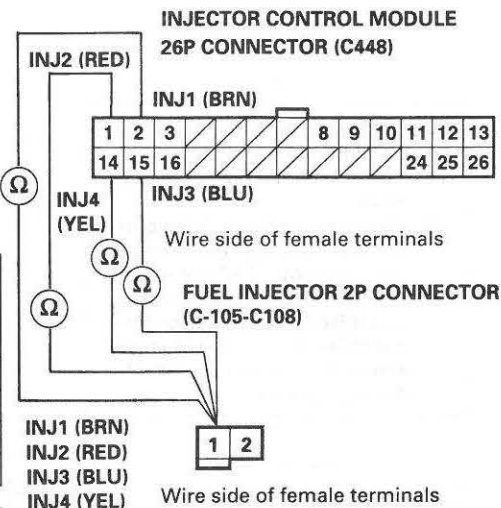 INJECTOR CONTROL MODULE
26P CONNECTOR (C448)
INJ2 (RED)
INJ1 (BRN)
1 2 3 8 9 10 11 12 13
14 15 16 24 25 26
Ω
INJ4
(YEL)
INJ3 (BLU)
Wire side of female terminals
Ω
Ω
Ω
FUEL INJECTOR 2P CONNECTOR
(C-105-C108)
INJ1 (BRN)
INJ2 (RED)
INJ3 (BLU)
INJ4 (YEL)
1 2
Wire side of female terminals